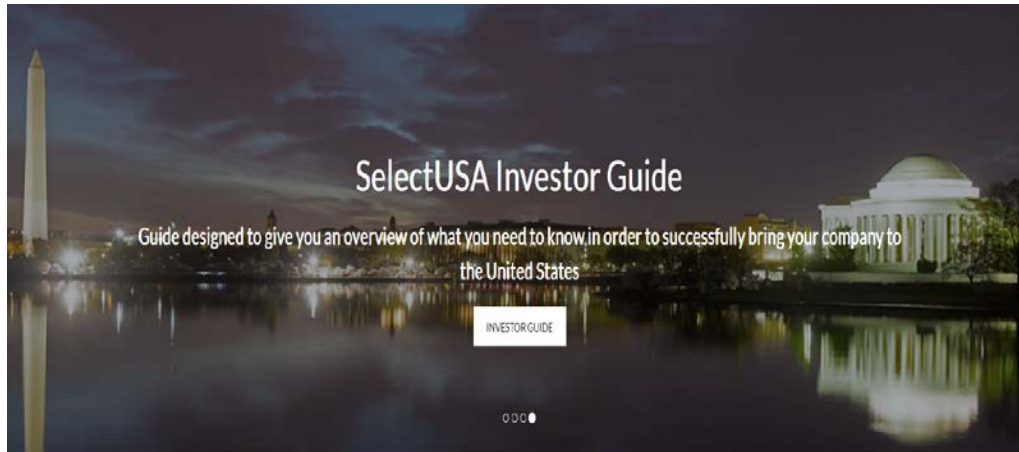 SelectUSA Investor Guide
Guide designed to give you an overview of what you need to know in order to successfully bring your company to
the United States
INVESTOR GUIDE